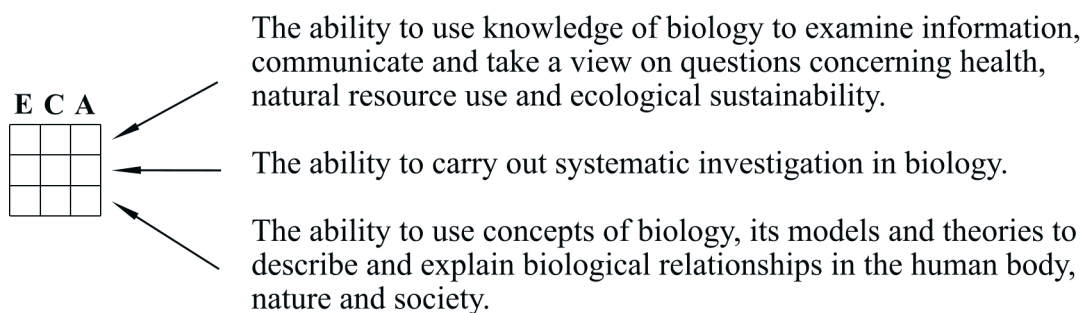 The ability to use knowledge of biology to examine information,
communicate and take a view on questions concerning health,
natural resource use and ecological sustainability.
E C A
The ability to carry out systematic investigation in biology.
The ability to use concepts of biology, its models and theories to
describe and explain biological relationships in the human body,
nature and society.